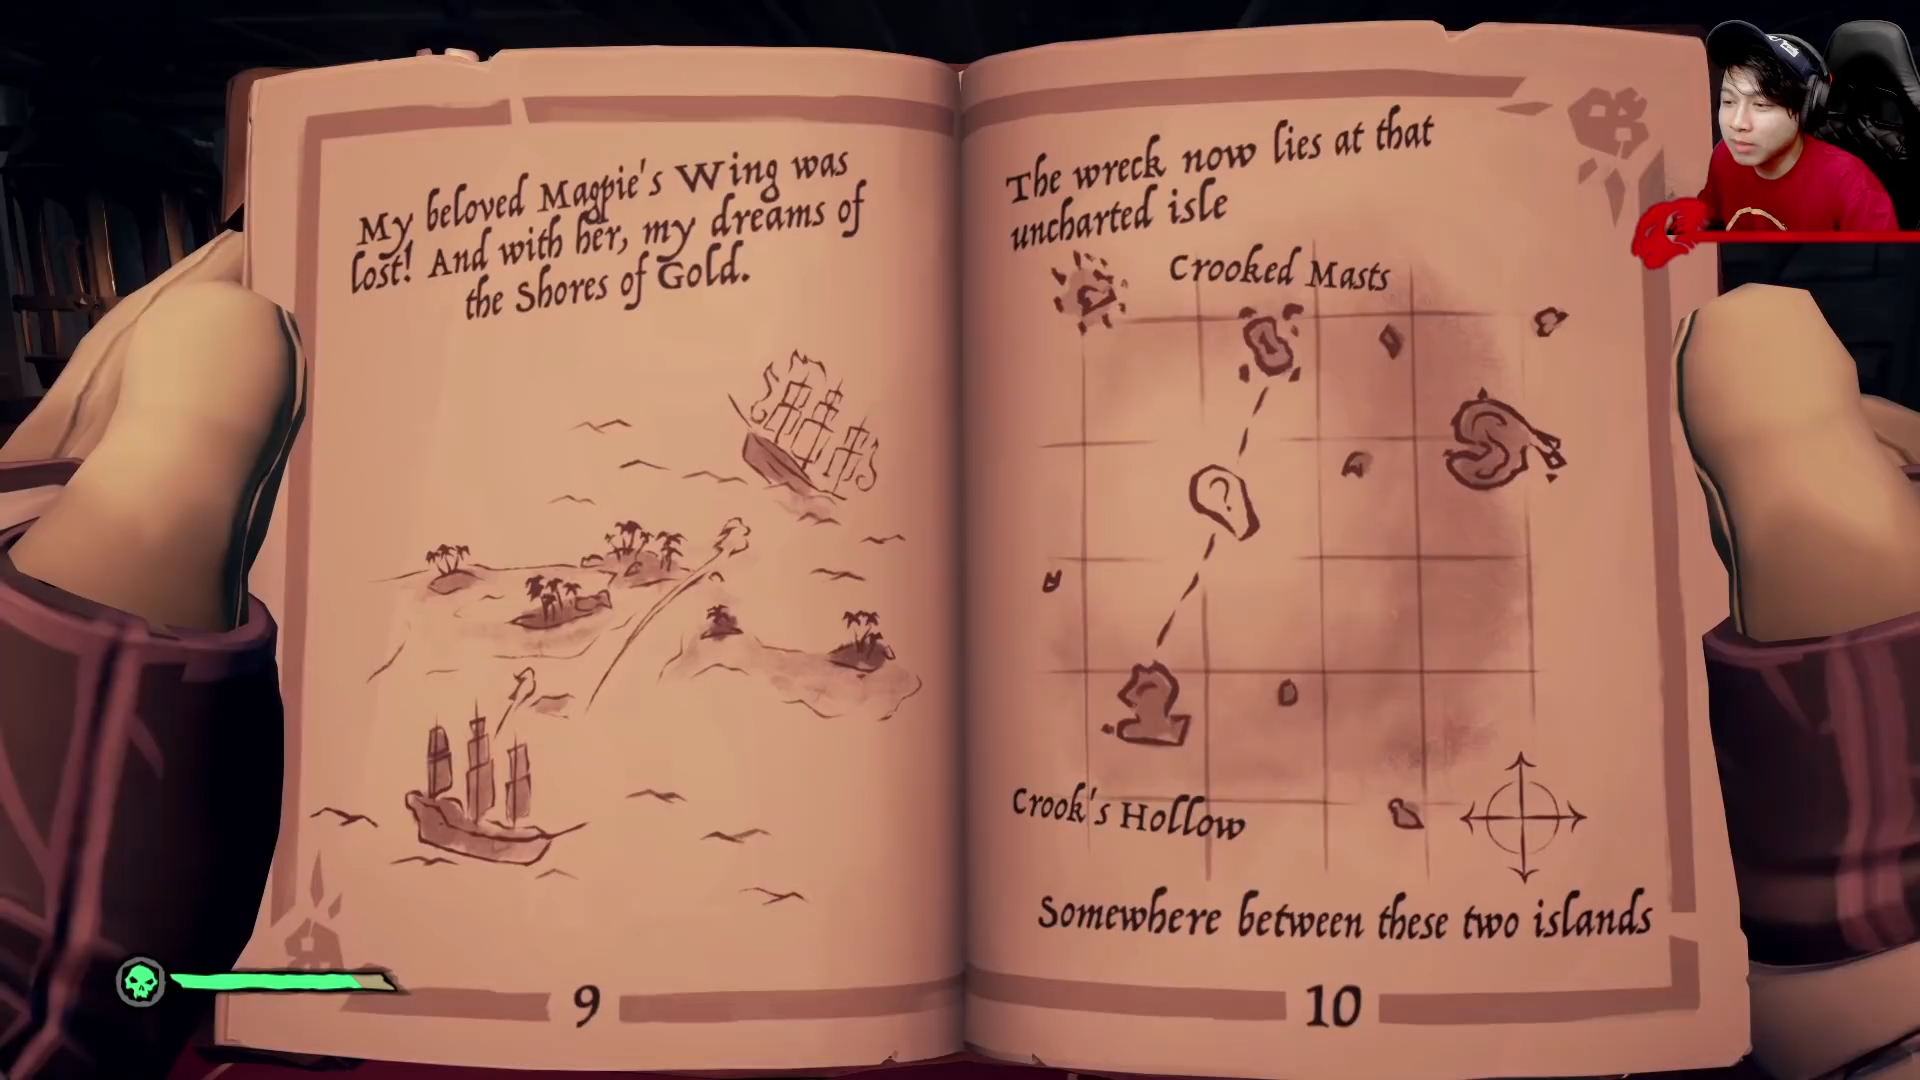 My beloved Magpie's Wing was
lost! And with her, my dreams of
the Shores of Gold.
9
The wreck now lies at that
uncharted isle
Crooked Masts
?
Crook's Hollow
Somewhere between these two islands
10